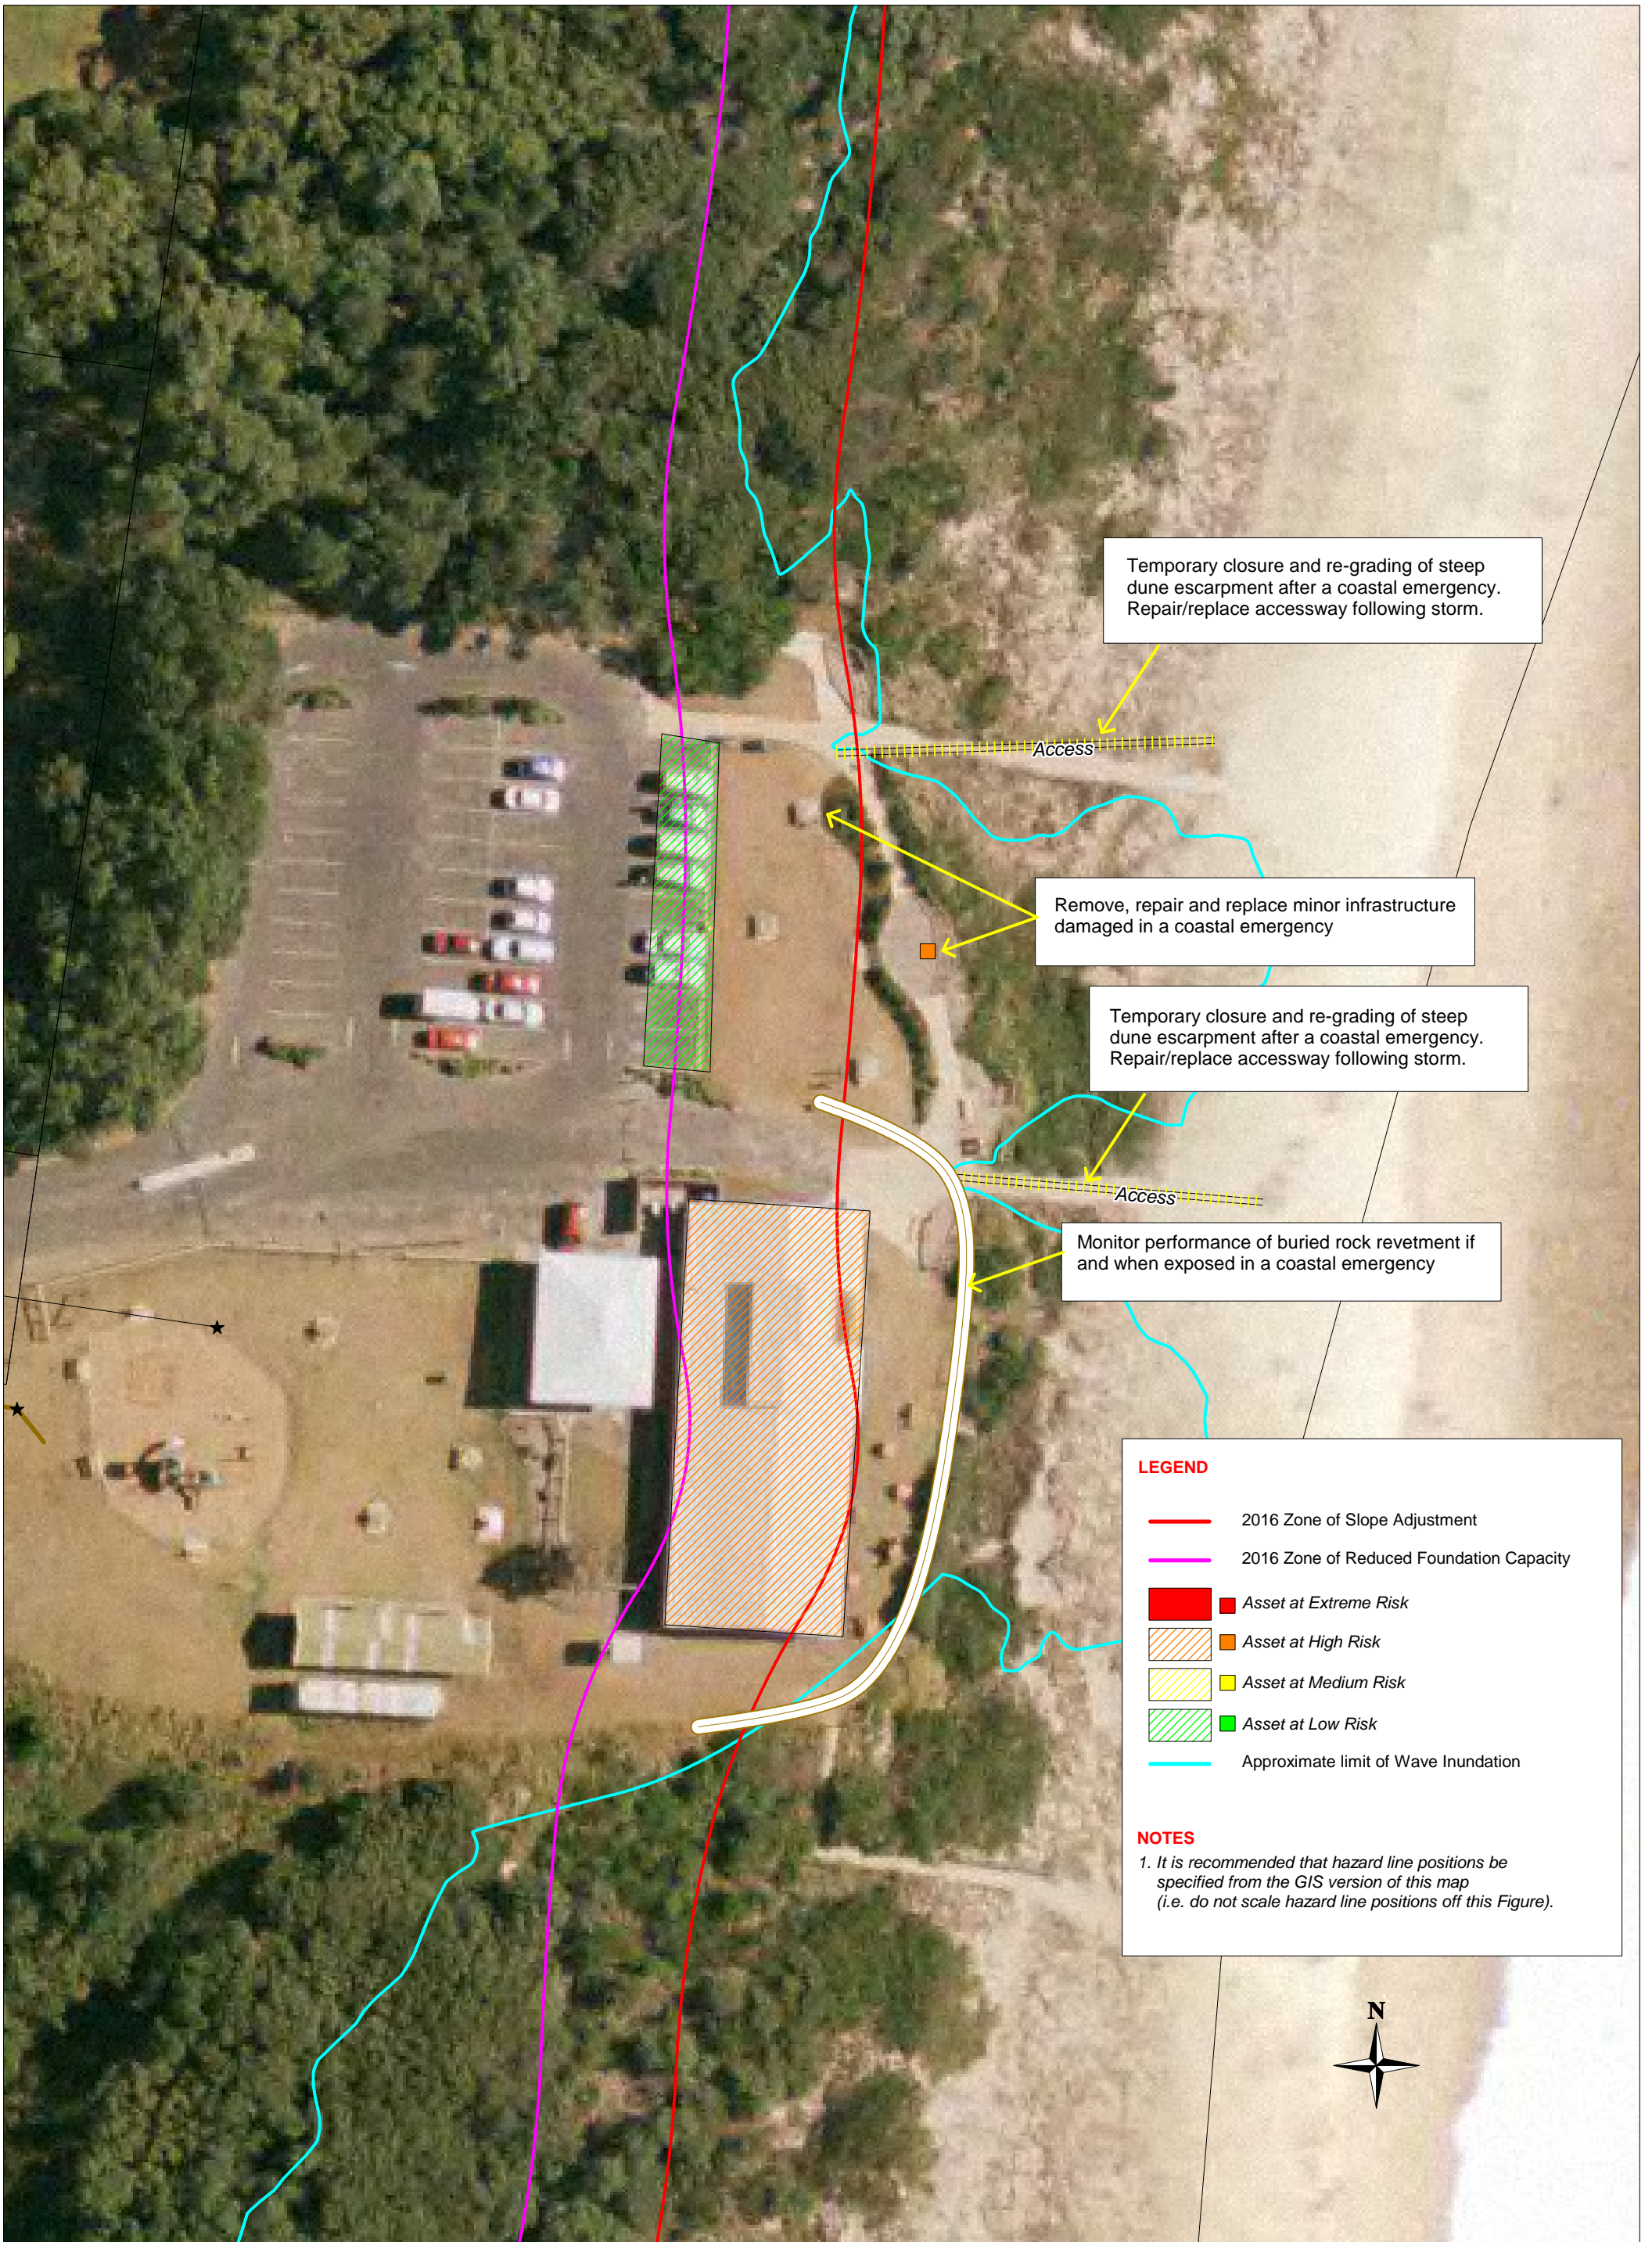 Temporary closure and re-grading of steep
dune escarpment after a coastal emergency.
Repair/replace accessway following storm.
Access
Remove, repair and replace minor infrastructure
damaged in a coastal emergency
Temporary closure and re-grading of steep
dune escarpment after a coastal emergency.
Repair/replace accessway following storm.
Access
Monitor performance of buried rock revetment if
and when exposed in a coastal emergency
LEGEND
2016 Zone of Slope Adjustment
2016 Zone of Reduced Foundation Capacity
Asset at Extreme Risk
Asset at High Risk
Asset at Medium Risk
Asset at Low Risk
Approximate limit of Wave Inundation
NOTES
1. It is recommended that hazard line positions be
specified from the GIS version of this map
(i.e. do not scale hazard line positions off this Figure).
N